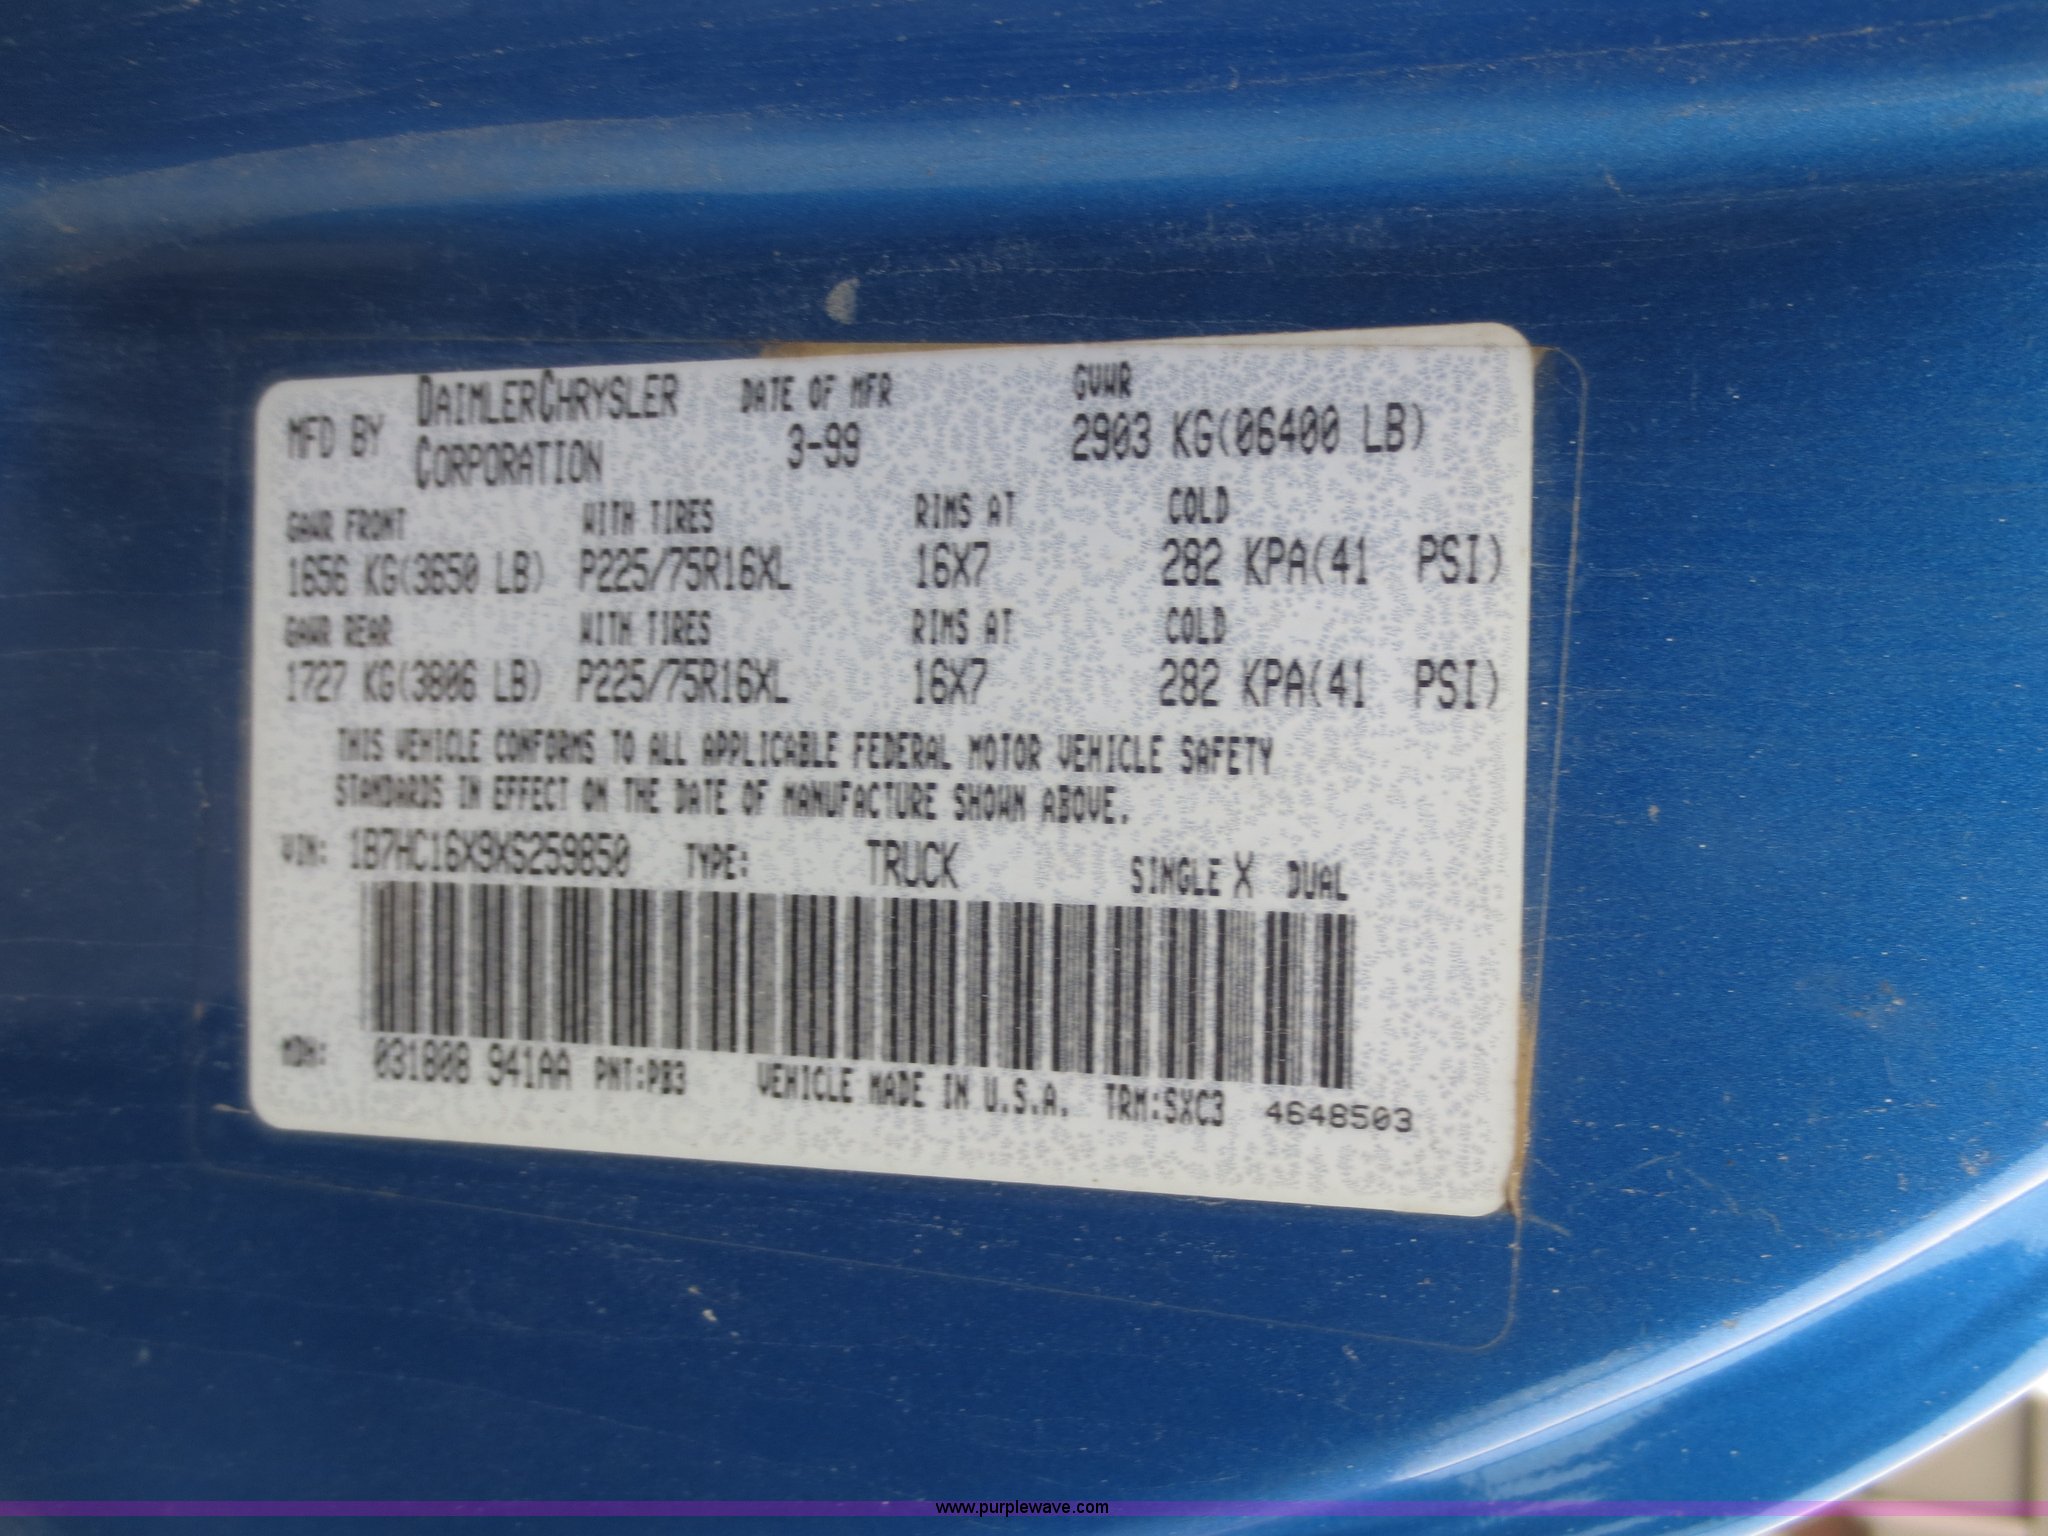 MFD BY DAIMLERCHRYSLER CORPORATION DATE OF MFR 3-99 GVWR 2903 KG(06400 LB)
GAWR FRONT WITH TIRES RIMS AT COLD
1656 KG(3650 LB) P225/75R16XL 16X7 282 KPA(41 PSI)
GAWR REAR WITH TIRES RIMS AT COLD
1727 KG(3806 LB) P225/75R16XL 16X7 282 KPA(41 PSI)
THIS VEHICLE CONFORMS TO ALL APPLICABLE FEDERAL MOTOR VEHICLE SAFETY
STANDARDS IN EFFECT ON THE DATE OF MANUFACTURE SHOWN ABOVE.
VIN: 1B7HC16X9XS259850 TYPE: TRUCK SINGLE X DUAL
MDH: 031808 941AA PNT:PB3 VEHICLE MADE IN U.S.A. TRM:SXC3 4648503
www.purplewave.com